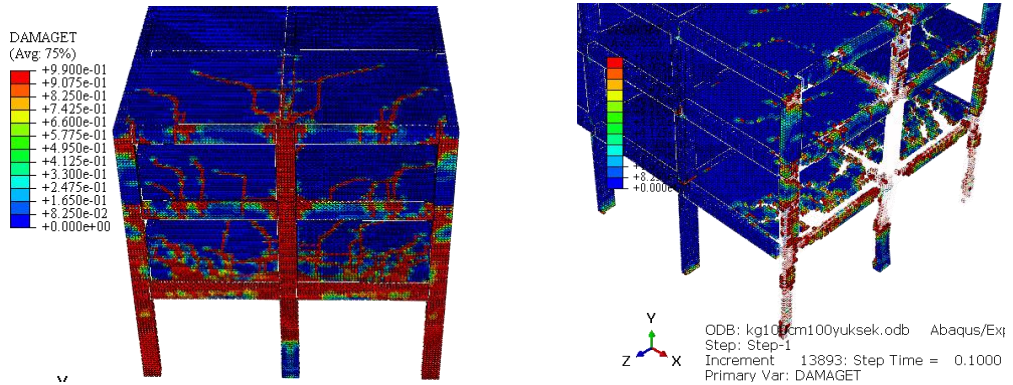 DAMAGET
(Avg: 75%)
+9.900e-01
+9.075e-01
+8.250e-01
+7.425e-01
+6.600e-01
+5.775e-01
+4.950e-01
+4.125e-01
+3.300e-01
+2.475e-01
+1.650e-01
+8.250e-02
+0.000e+00
Y
+0.000e
Y
Z X
ODB: Abaqus/Exp
Step: Step-1
Increment 13893: Step Time = 0.1000
Primary Var: DAMAGET